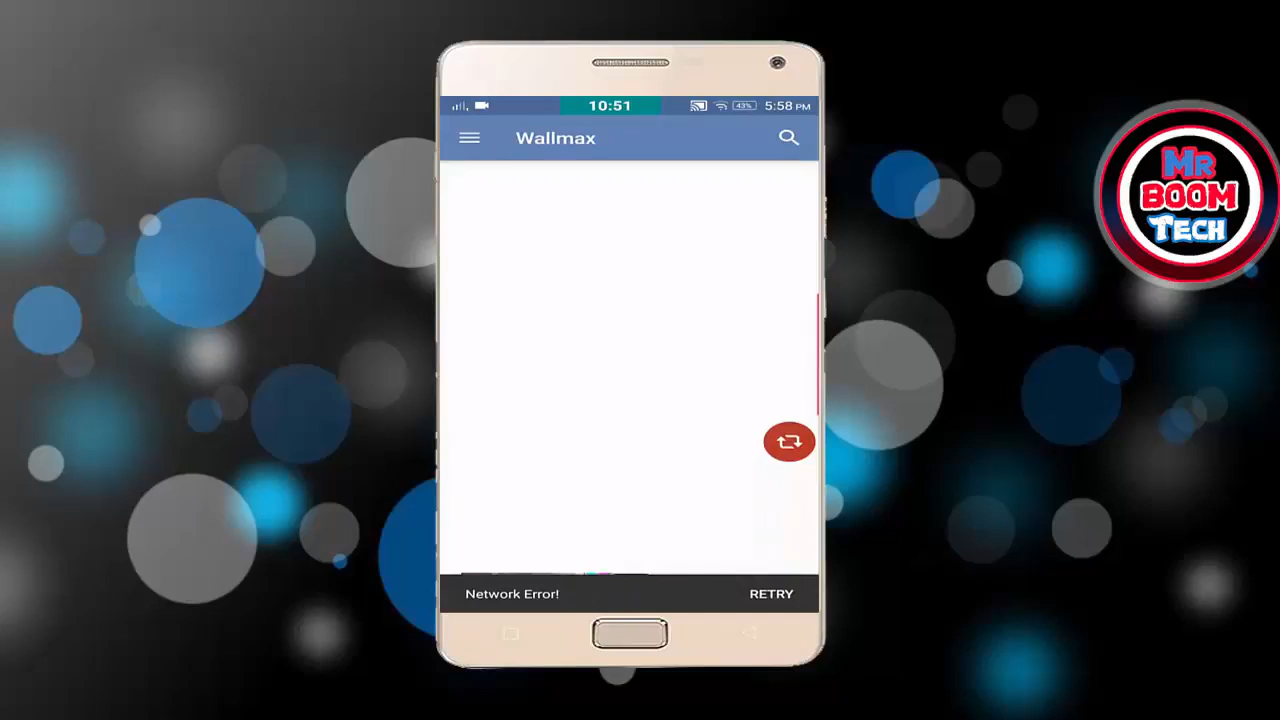 10:51
43%
5:58 PM
Wallmax
Network Error!
RETRY
MR
BOOM
TECH